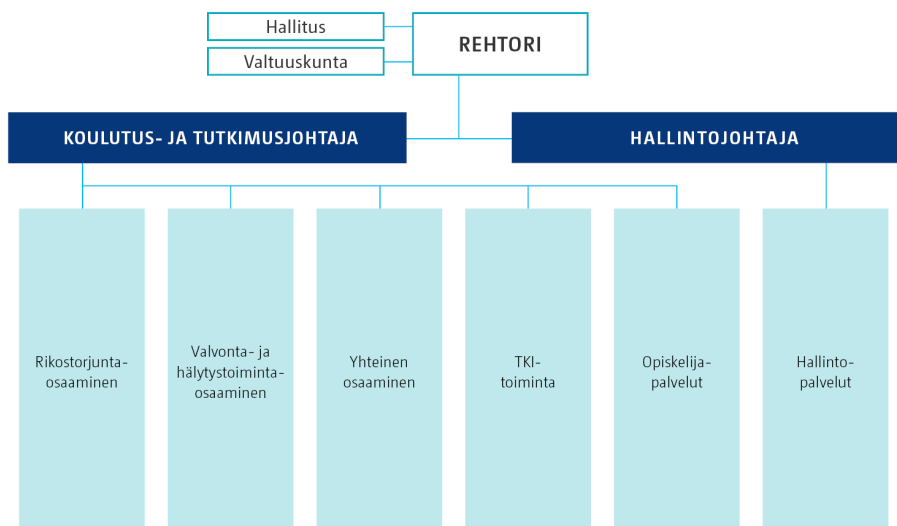 Hallitus
Valtuuskunta
REHTORI
KOULUTUS- JA TUTKIMUSJOHTAJA
HALLINTOJOHTAJA
Rikostorjunta-
osaaminen
Valvonta- ja
hälytystoiminta-
osaaminen
Yhteinen
osaaminen
TKI-
toiminta
Opiskelija-
palvelut
Hallinto-
palvelut